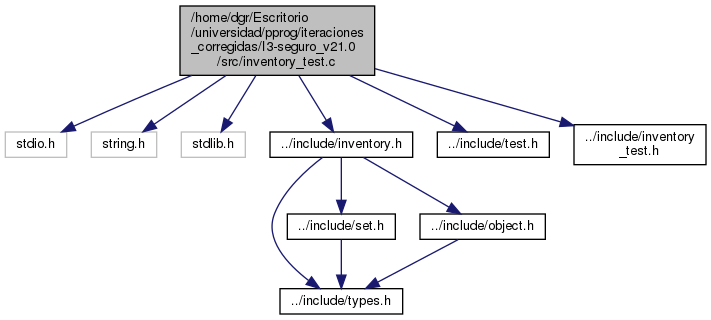 /home/dgr/Escritorio
/universidad/pprog/iteraciones
_corregidas/I3-seguro_v21.0
/src/inventory_test.c
stdio.h
string.h
stdlib.h
../include/inventory.h
../include/test.h
../include/inventory
_test.h
../include/set.h
../include/object.h
../include/types.h